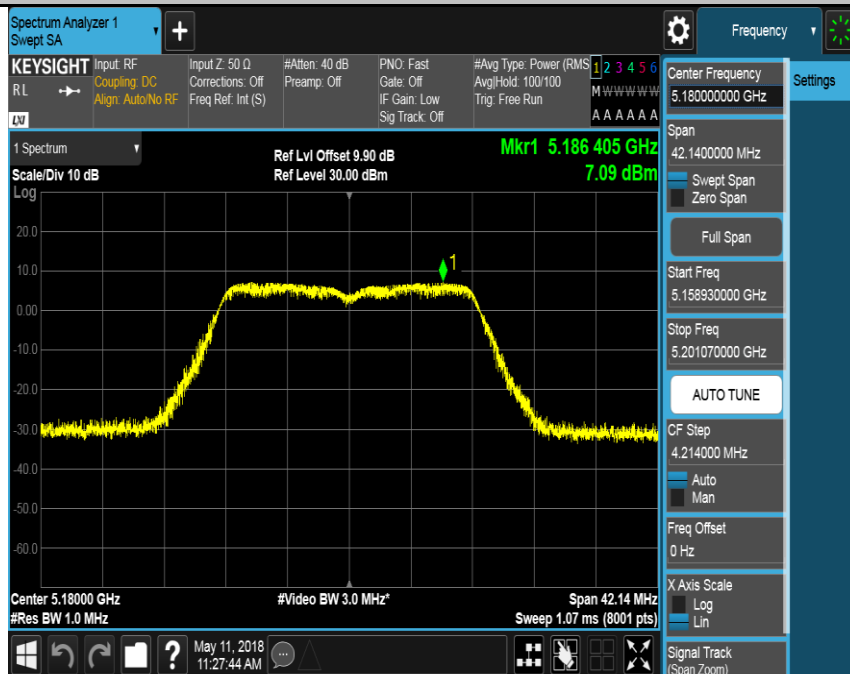 Spectrum Analyzer 1
Swept SA
+
Frequency
KEYSIGHT
RL
LXI
Input: RF
Coupling: DC
Align: Auto/No RF
Input Z: 50 Ω
Corrections: Off
Freq Ref: Int (S)
#Atten: 40 dB
Preamp: Off
PNO: Fast
Gate: Off
IF Gain: Low
Sig Track: Off
#Avg Type: Power (RMS
Avg|Hold: 100/100
Trig: Free Run
1 2 3 4 5 6
M W W W W W
A A A A A A
1 Spectrum
Scale/Div 10 dB
Log
Ref Lvl Offset 9.90 dB
Ref Level 30.00 dBm
Mkr1 5.186 405 GHz
7.09 dBm
20.0
10.0
0.00
-10.0
-20.0
-30.0
-40.0
-50.0
-60.0
1
Center 5.18000 GHz
#Res BW 1.0 MHz
#Video BW 3.0 MHz*
Span 42.14 MHz
Sweep 1.07 ms (8001 pts)
Center Frequency
5.180000000 GHz
Settings
Span
42.1400000 MHz
Swept Span
Zero Span
Full Span
Start Freq
5.158930000 GHz
Stop Freq
5.201070000 GHz
AUTO TUNE
CF Step
4.214000 MHz
Auto
Man
Freq Offset
0 Hz
X Axis Scale
Log
Lin
Signal Track
(Span Zoom)
?
May 11, 2018
11:27:44 AM